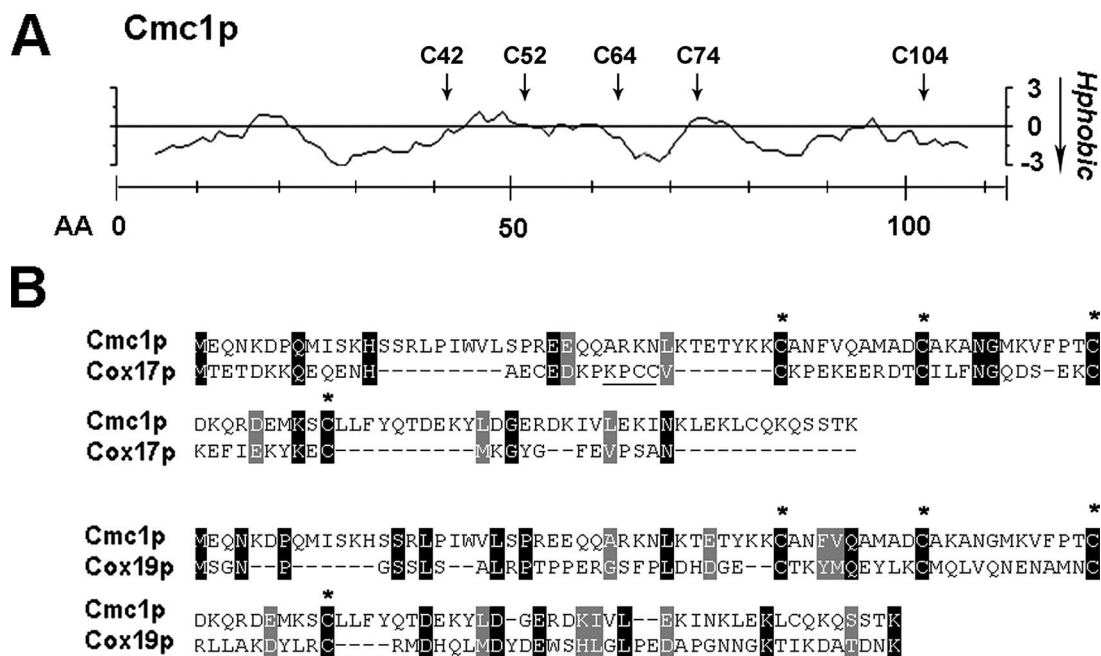 A
Cmc1p
C42 C52 C64 C74 C104
3
0
-3
Hphobic
AA 0 50 100
B
* * *
Cmc1p MEQNKDPQMISKHSSRLPIWVLSPREEQQARKNLKTETYKKCANFVQAMADCAKANGMKVFPTC
Cox17p MTETDKKQEQENH---------AECEDKPKPCCV-------CKPEKEERDTCILFNGQDS-EKC
*
Cmc1p DKQRDEMKSCLLFYQTDEKYLDGERDKIVLEKINKLEKLCQKQSSTK
Cox17p KEFIEKYKEC----------MKGYG--FEVPSAN-------------
* * *
Cmc1p MEQNKDPQMISKHSSRLPIWVLSPREEQQARKNLKTETYKKCANFVQAMADCAKANGMKVFPTC
Cox19p MSGN--P------GSSLS--ALRPTPPERGSFPLDHDGE--CTKYMQEYLKCMQLVQNENAMNC
*
Cmc1p DKQRDEMKSCLLFYQTDEKYLD-GERDKIVL--EKINKLEKLCQKQSSTK
Cox19p RLLAKDYLRC----RMDHQLMDYDEWSHLGLPEDAPGNNGKTIKDATDNK